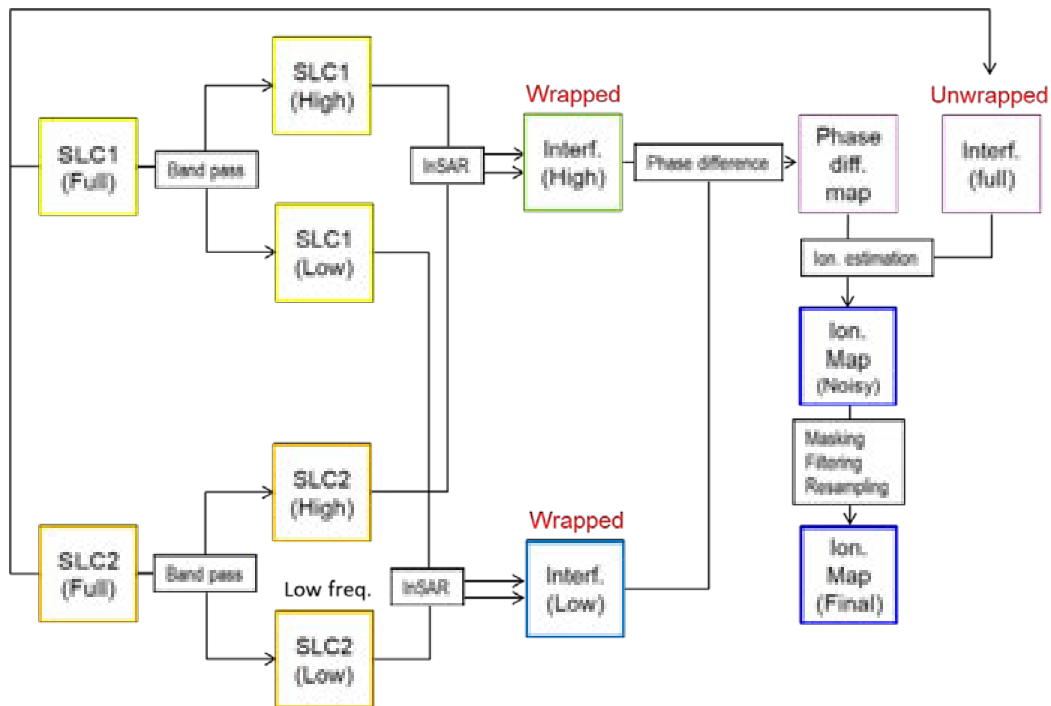 SLC1
(High)
Wrapped
Unwrapped
SLC1
(Full)
Band pass
InSAR
Interf.
(High)
Phase difference
Phase
diff.
map
Interf.
(full)
SLC1
(Low)
Ion. estimation
Ion.
Map
(Noisy)
Masking
Filtering
Resampling
SLC2
(High)
Wrapped
SLC2
(Full)
Band pass
Low freq.
InSAR
Interf.
(Low)
Ion.
Map
(Final)
SLC2
(Low)